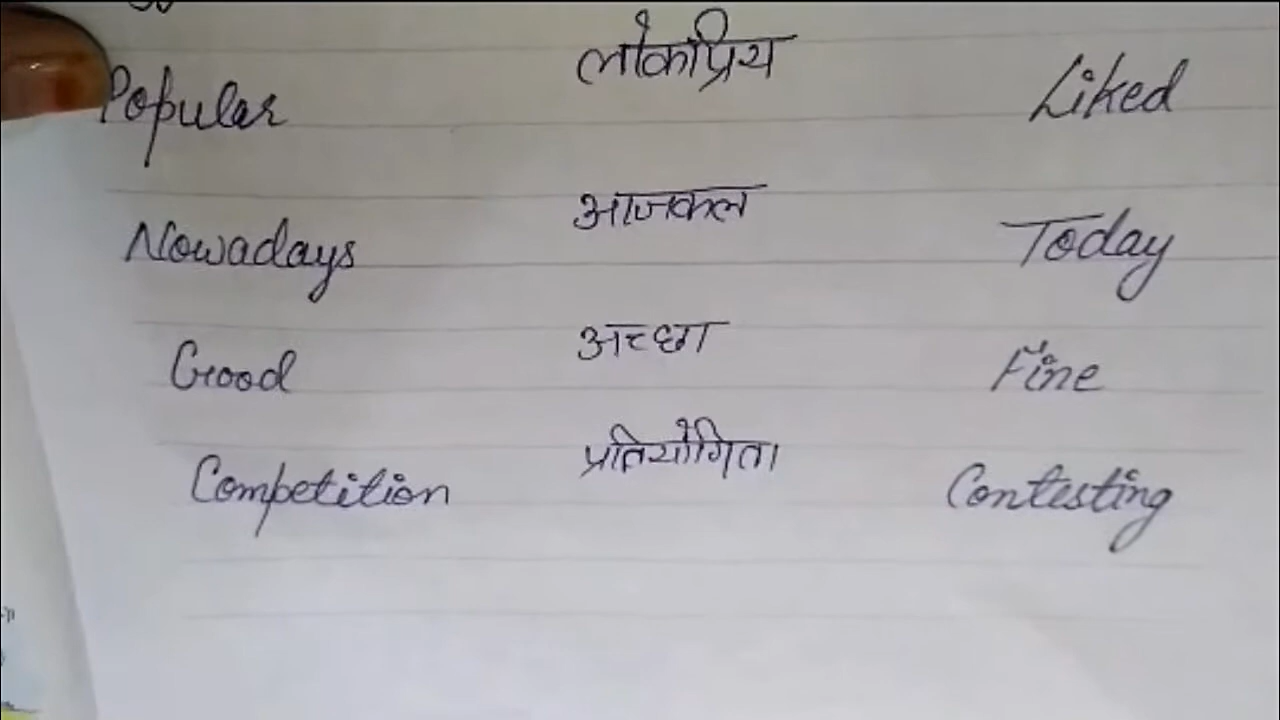 Popular लोकप्रिय Liked
Nowadays आजकल Today
Good अच्छा Fine
Competition प्रतियोगिता Contesting